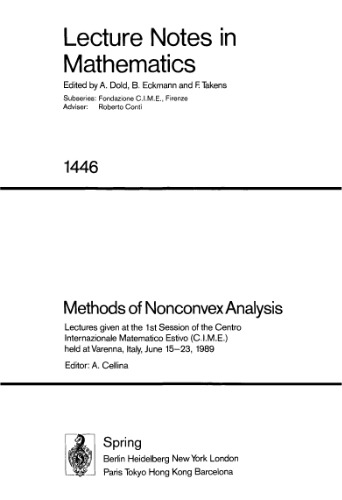 Lecture Notes in
Mathematics
Edited by A. Dold, B. Eckmann and F. Takens
Subseries: Fondazione C.I.M.E., Firenze
Adviser: Roberto Conti
1446
Methods of Nonconvex Analysis
Lectures given at the 1st Session of the Centro
Internazionale Matematico Estivo (C.I.M.E.)
held at Varenna, Italy, June 15–23, 1989
Editor: A. Cellina
Spring
Berlin Heidelberg New York London
Paris Tokyo Hong Kong Barcelona